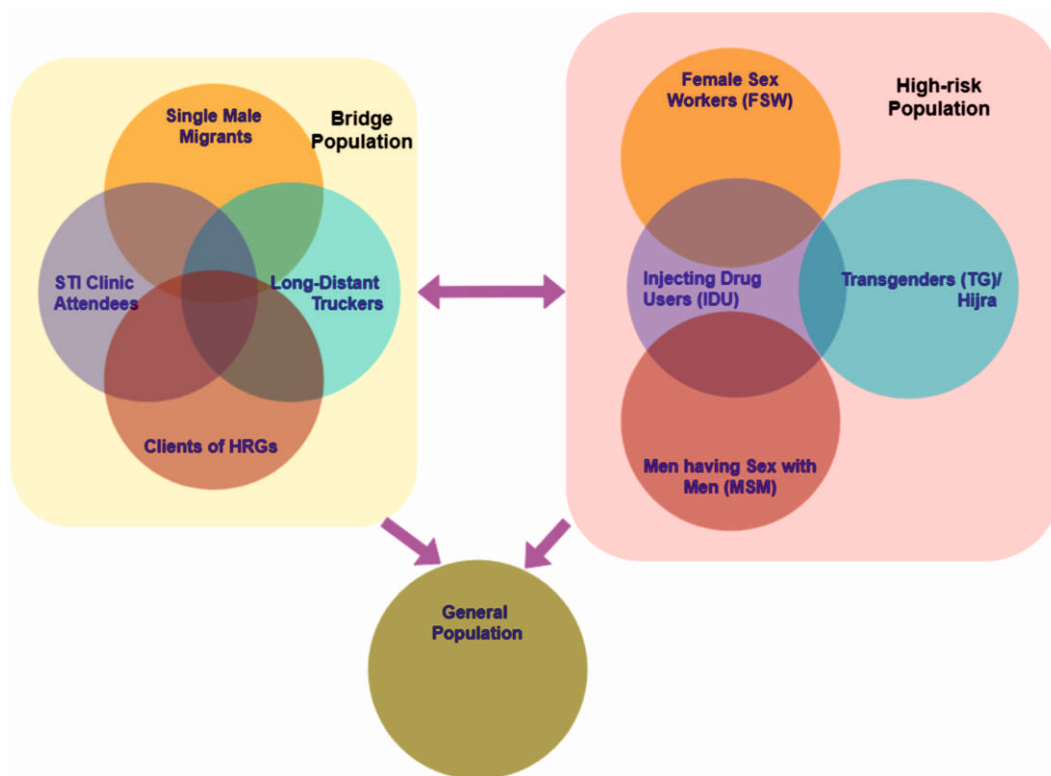 Single Male
Migrants
Bridge
Population
STI Clinic
Attendees
Long-Distant
Truckers
Clients of HRGs
Female Sex
Workers (FSW)
High-risk
Population
Injecting Drug
Users (IDU)
Transgenders (TG)/
Hijra
Men having Sex with
Men (MSM)
General
Population